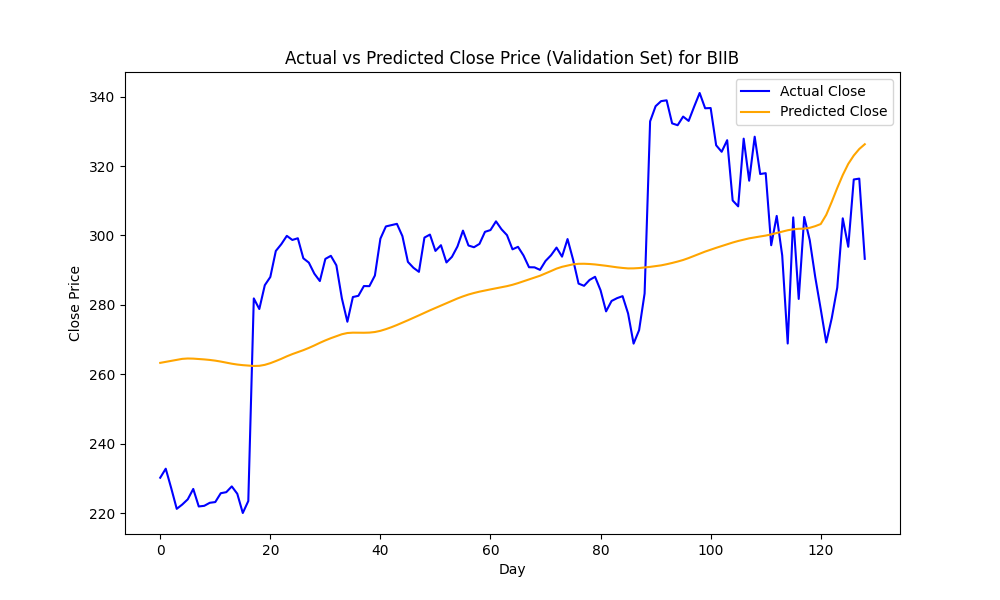 Actual vs Predicted Close Price (Validation Set) for BIIB
Actual Close
Predicted Close
Close Price
340
320
300
280
260
240
220
0 20 40 60 80 100 120
Day